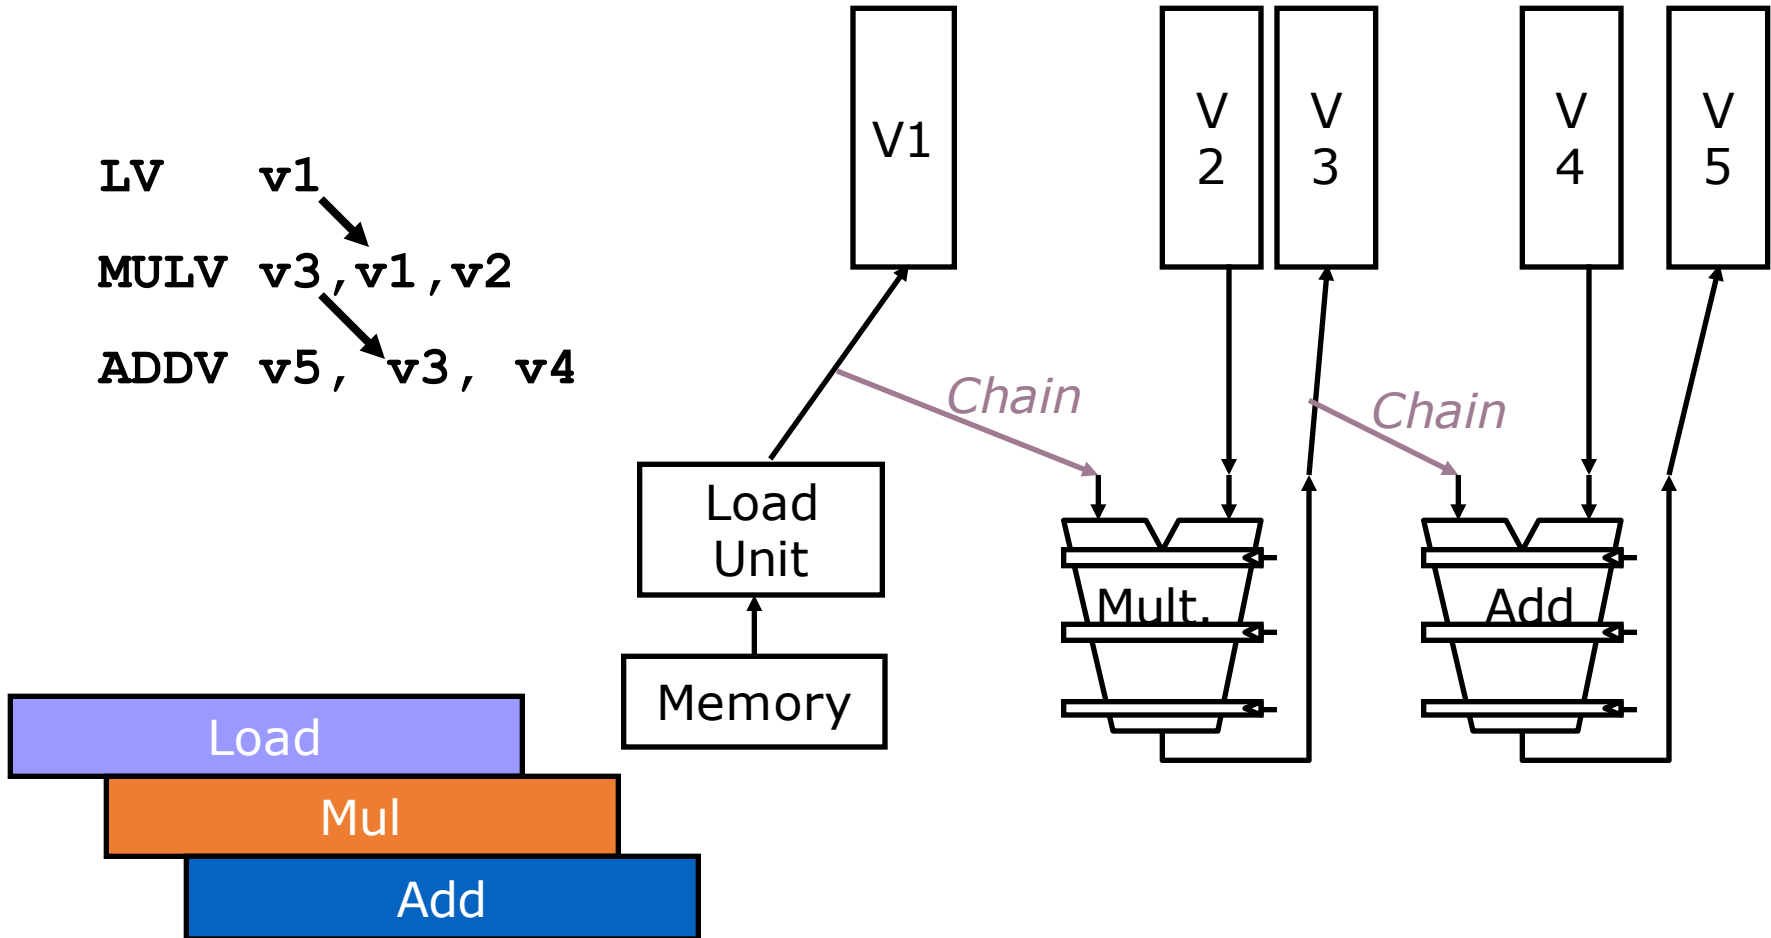 LV v1
MULV v3,v1,v2
ADDV v5, v3, v4
V1
V
2
V
3
V
4
V
5
Chain
Chain
Load
Unit
Memory
Mult.
Add
Load
Mul
Add